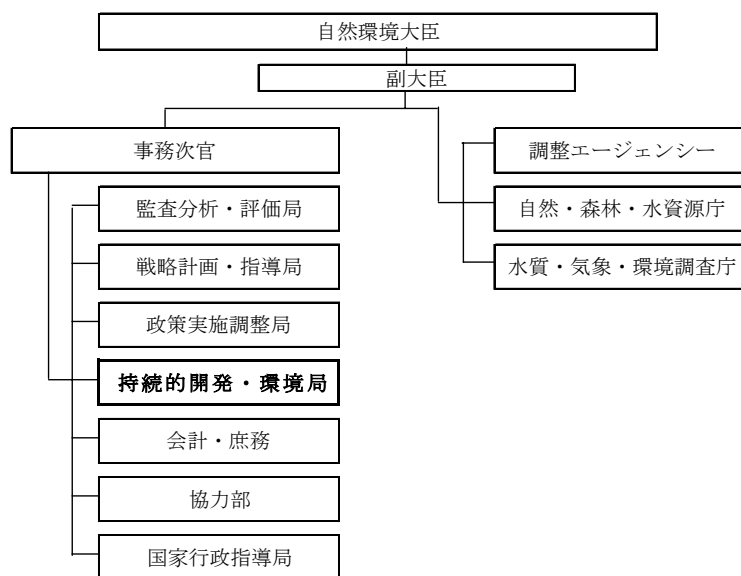 自然環境大臣
副大臣
事務次官
監査分析・評価局
戦略計画・指導局
政策実施調整局
持続的開発・環境局
会計・庶務
協力部
国家行政指導局
調整エージェンシー
自然・森林・水資源庁
水質・気象・環境調査庁